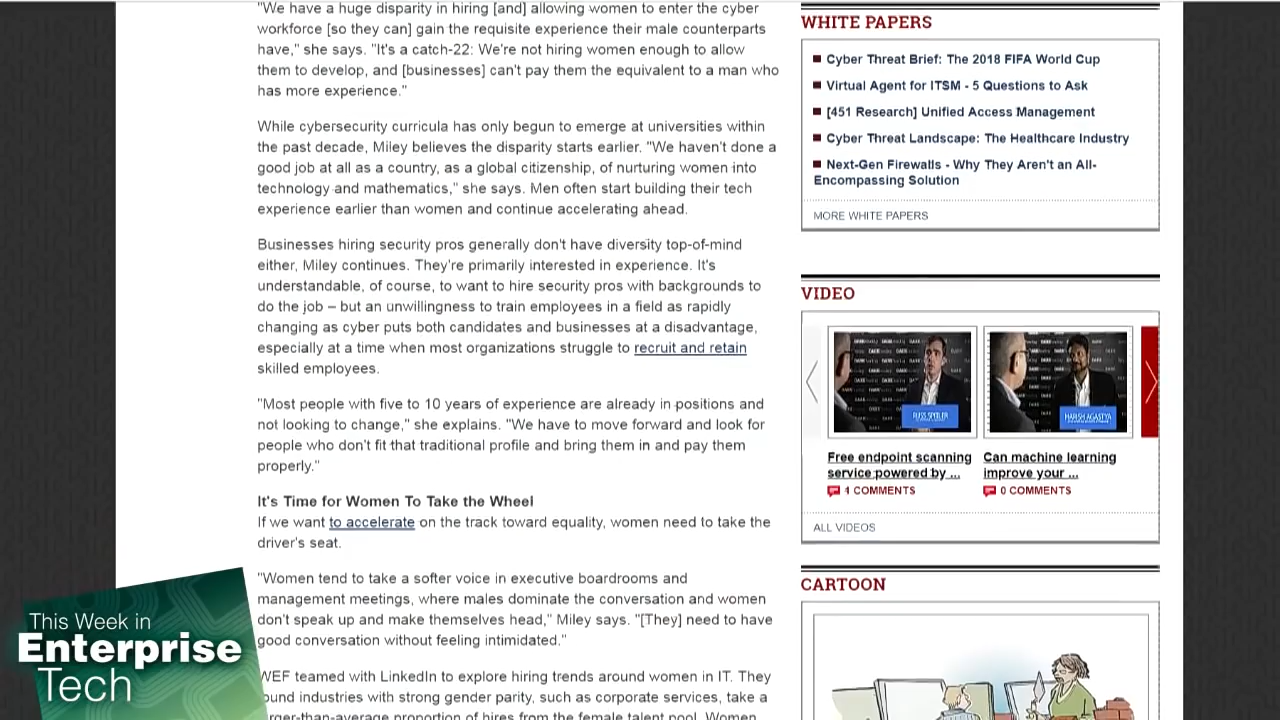 "We have a huge disparity in hiring [and] allowing women to enter the cyber
workforce [so they can] gain the requisite experience their male counterparts
have," she says. "It's a catch-22: We're not hiring women enough to allow
them to develop, and [businesses] can't pay them the equivalent to a man who
has more experience."
While cybersecurity curricula has only begun to emerge at universities within
the past decade, Miley believes the disparity starts earlier. "We haven't done a
good job at all as a country, as a global citizenship, of nurturing women into
technology and mathematics," she says. Men often start building their tech
experience earlier than women and continue accelerating ahead.
Businesses hiring security pros generally don't have diversity top-of-mind
either, Miley continues. They're primarily interested in experience. It's
understandable, of course, to want to hire security pros with backgrounds to
do the job – but an unwillingness to train employees in a field as rapidly
changing as cyber puts both candidates and businesses at a disadvantage,
especially at a time when most organizations struggle to recruit and retain
skilled employees.
"Most people with five to 10 years of experience are already in positions and
not looking to change," she explains. "We have to move forward and look for
people who don't fit that traditional profile and bring them in and pay them
properly."
It's Time for Women To Take the Wheel
If we want to accelerate on the track toward equality, women need to take the
driver's seat.
"Women tend to take a softer voice in executive boardrooms and
management meetings, where males dominate the conversation and women
don't speak up and make themselves head," Miley says. "[They] need to have
good conversation without feeling intimidated."
WEF teamed with LinkedIn to explore hiring trends around women in IT. They
found industries with strong gender parity, such as corporate services, take a
larger-than-average proportion of hires from the female talent pool. Women
WHITE PAPERS
Cyber Threat Brief: The 2018 FIFA World Cup
Virtual Agent for ITSM - 5 Questions to Ask
[451 Research] Unified Access Management
Cyber Threat Landscape: The Healthcare Industry
Next-Gen Firewalls - Why They Aren't an All-
Encompassing Solution
MORE WHITE PAPERS
VIDEO
RUSS SPITLER
HARISH AGASTYA
Free endpoint scanning
service powered by ...
1 COMMENTS
Can machine learning
improve your ...
0 COMMENTS
ALL VIDEOS
CARTOON
This Week in
Enterprise
Tech